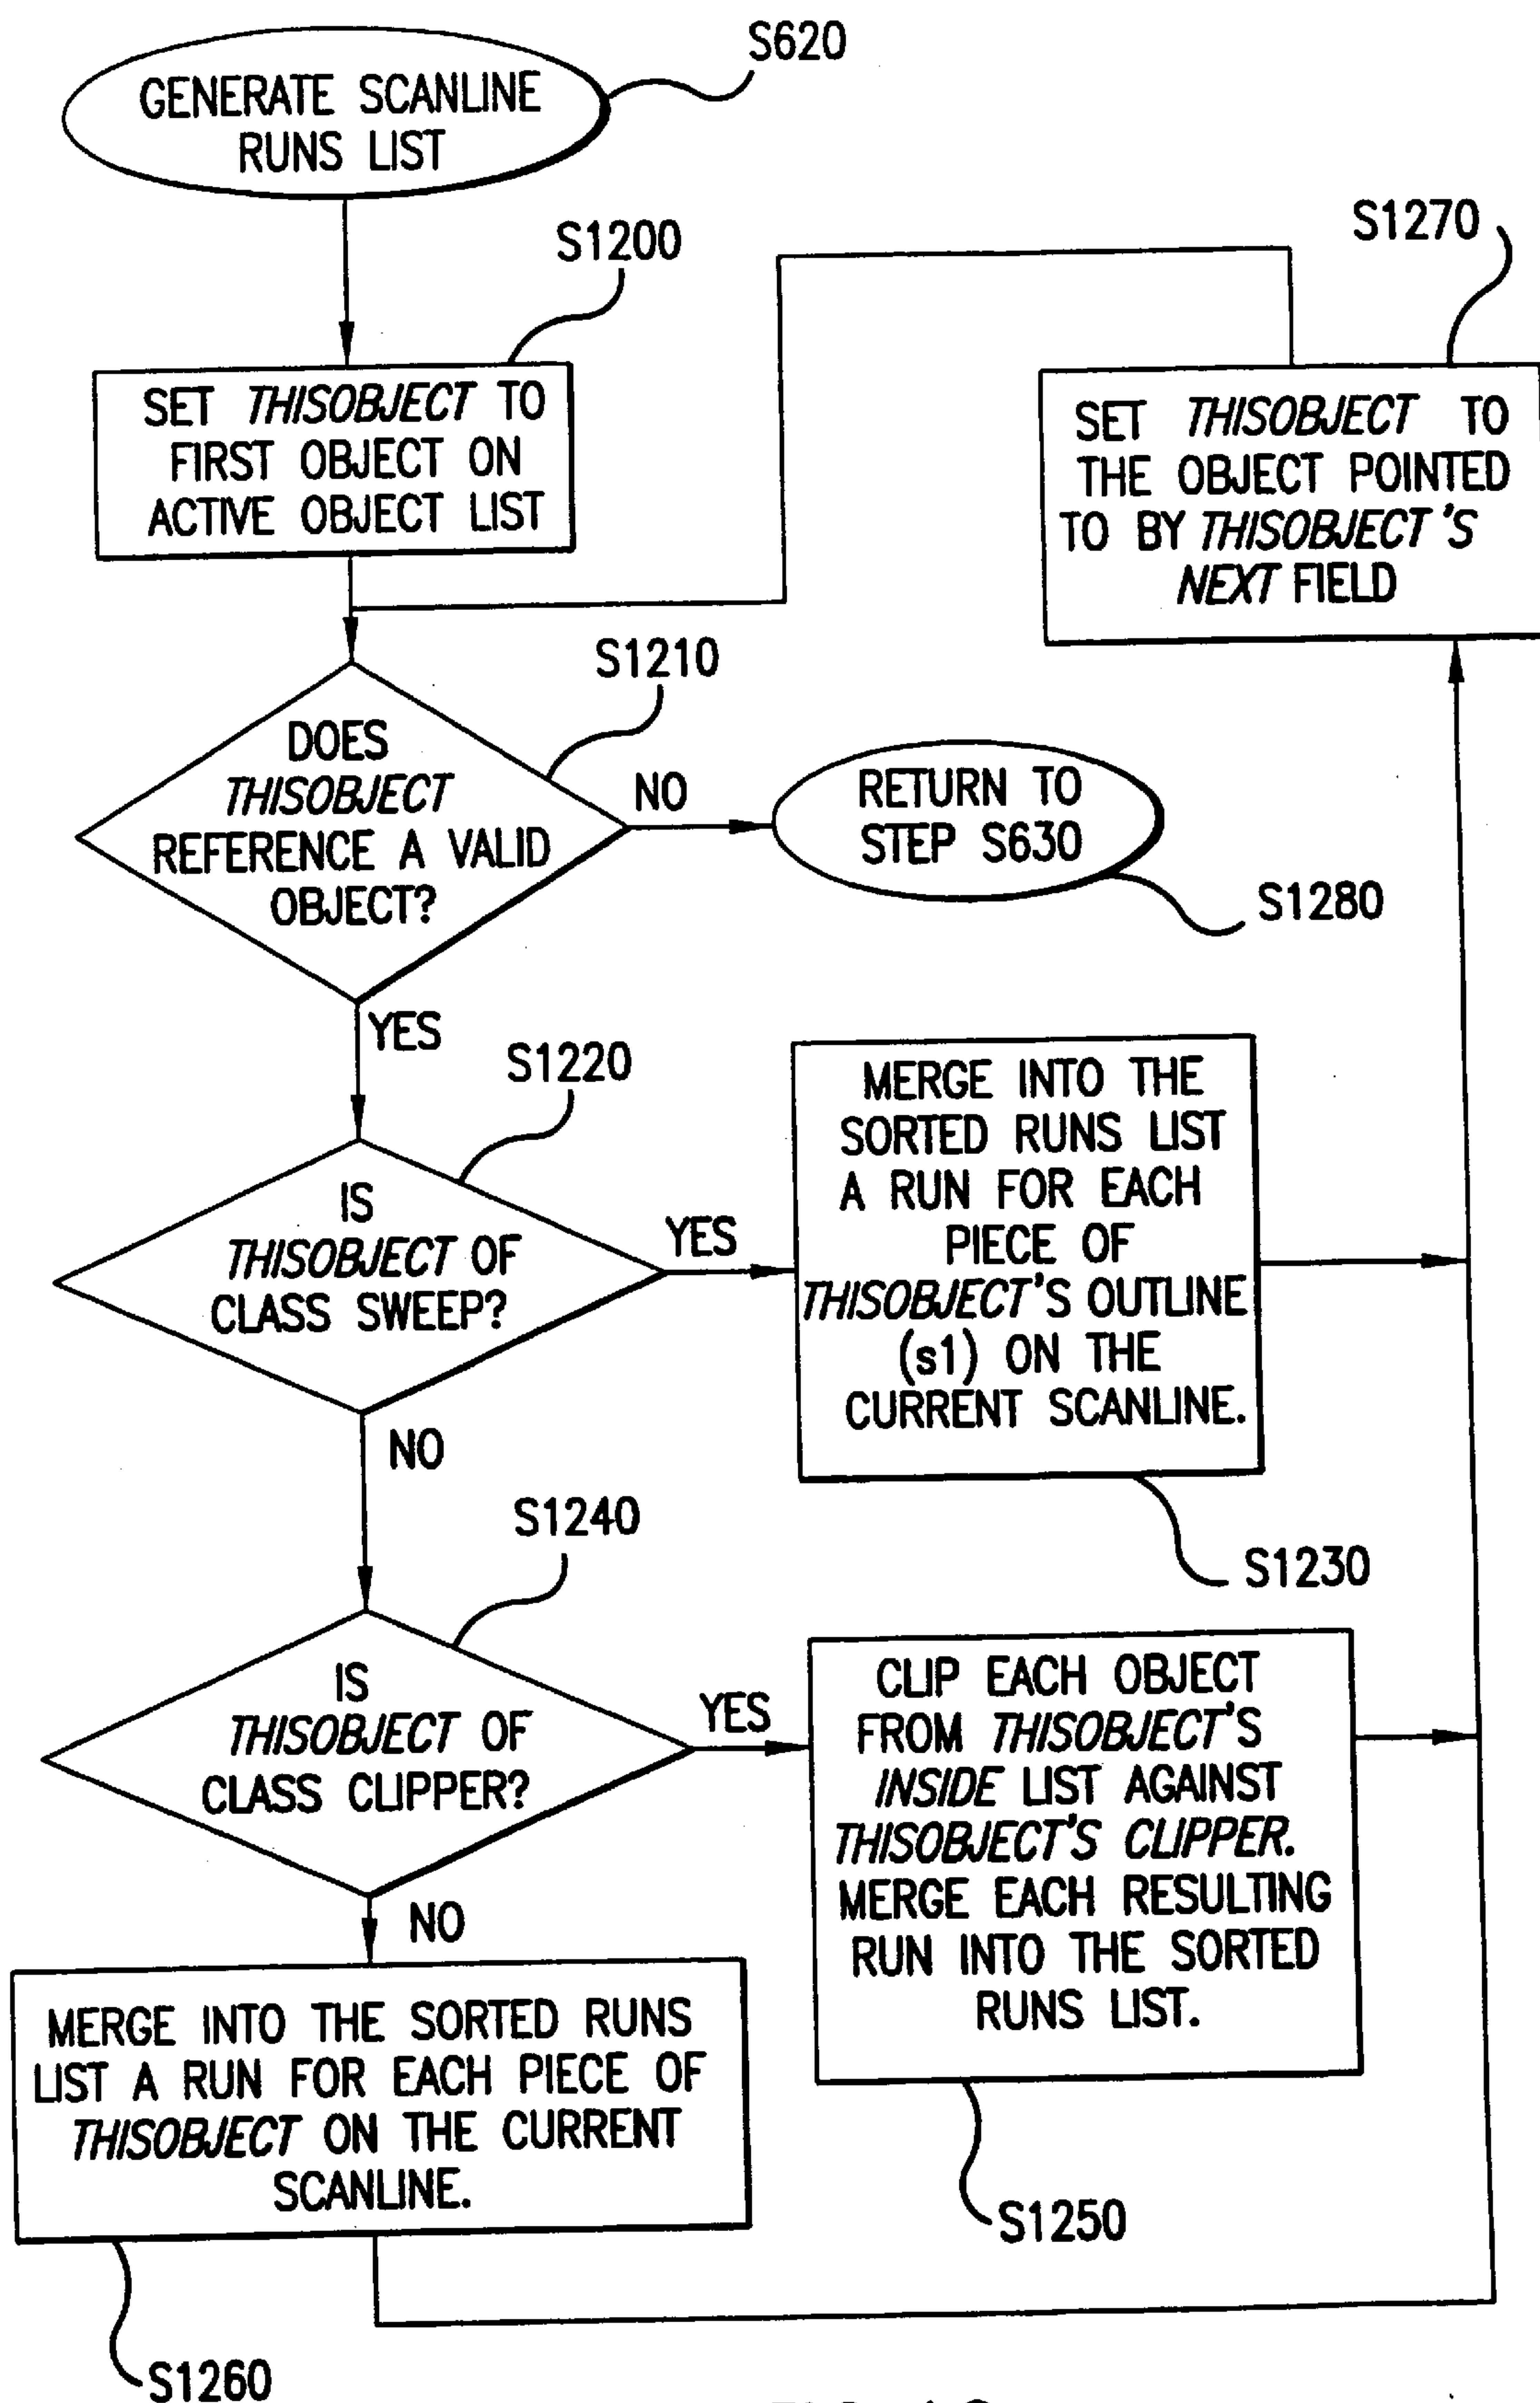 S620
GENERATE SCANLINE
RUNS LIST
S1200
SET THISOBJECT TO
FIRST OBJECT ON
ACTIVE OBJECT LIST
S1270
SET THISOBJECT TO
THE OBJECT POINTED
TO BY THISOBJECT'S
NEXT FIELD
S1210
DOES
THISOBJECT
REFERENCE A VALID
OBJECT?
NO
RETURN TO
STEP S630
S1280
YES
S1220
IS
THISOBJECT OF
CLASS SWEEP?
YES
MERGE INTO THE
SORTED RUNS LIST
A RUN FOR EACH
PIECE OF
THISOBJECT'S OUTLINE
(s1) ON THE
CURRENT SCANLINE.
S1230
NO
S1240
IS
THISOBJECT OF
CLASS CLIPPER?
YES
CLIP EACH OBJECT
FROM THISOBJECT'S
INSIDE LIST AGAINST
THISOBJECT'S CLIPPER.
MERGE EACH RESULTING
RUN INTO THE SORTED
RUNS LIST.
S1250
NO
MERGE INTO THE SORTED RUNS
LIST A RUN FOR EACH PIECE OF
THISOBJECT ON THE CURRENT
SCANLINE.
S1260